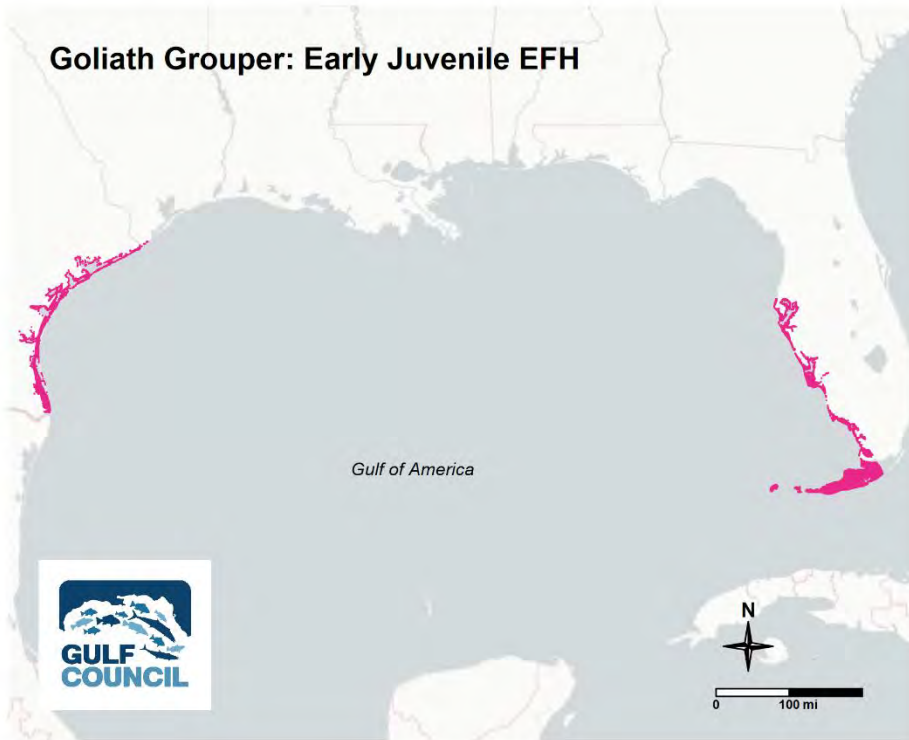 Goliath Grouper: Early Juvenile EFH
Gulf of America
GULF
COUNCIL
N
0 100 mi